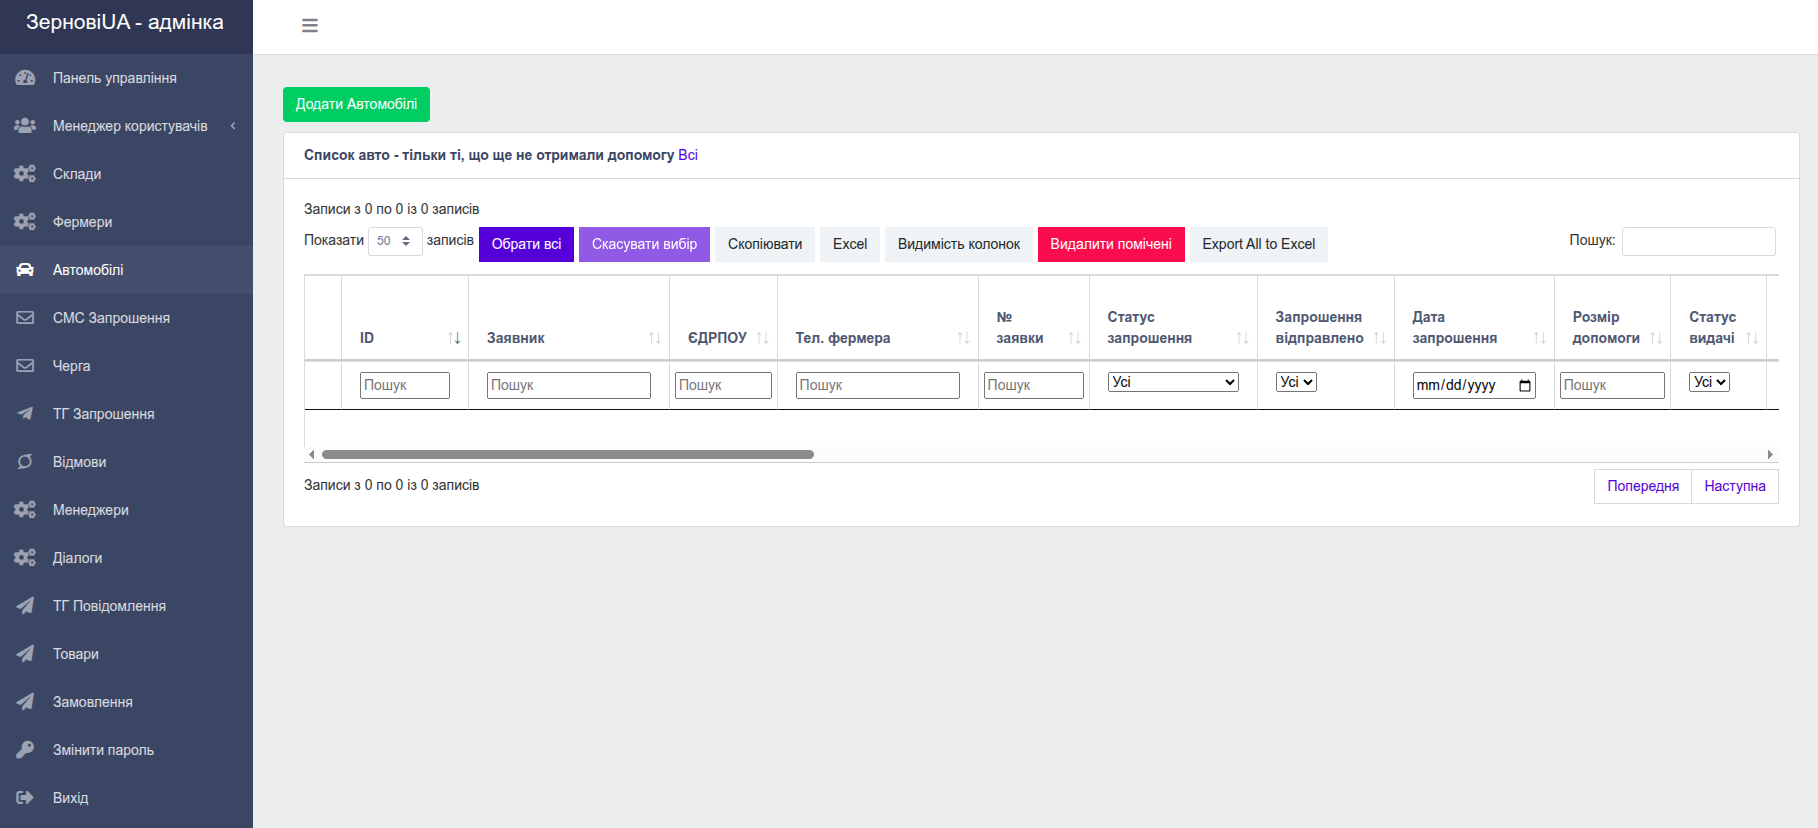 ЗерновіUA - адмінка
Панель управління
Менеджер користувачів
Склади
Фермери
Автомобілі
СМС Запрошення
Черга
ТГ Запрошення
Відмови
Менеджери
Діалоги
ТГ Повідомлення
Товари
Замовлення
Змінити пароль
Вихід
Додати Автомобілі
Список авто - тільки ті, що ще не отримали допомогу Всі
Записи з 0 по 0 із 0 записів
Показати 50 записів Обрати всі Скасувати вибір Скопіювати Excel Видимість колонок Видалити помічені Export All to Excel Пошук:
ID Заявник ЄДРПОУ Тел. фермера № заявки Статус запрошення Запрошення відправлено Дата запрошення Розмір допомоги Статус видачі
Пошук Пошук Пошук Пошук Пошук Усі Усі mm/dd/yyyy Пошук Усі
Записи з 0 по 0 із 0 записів
Попередня Наступна